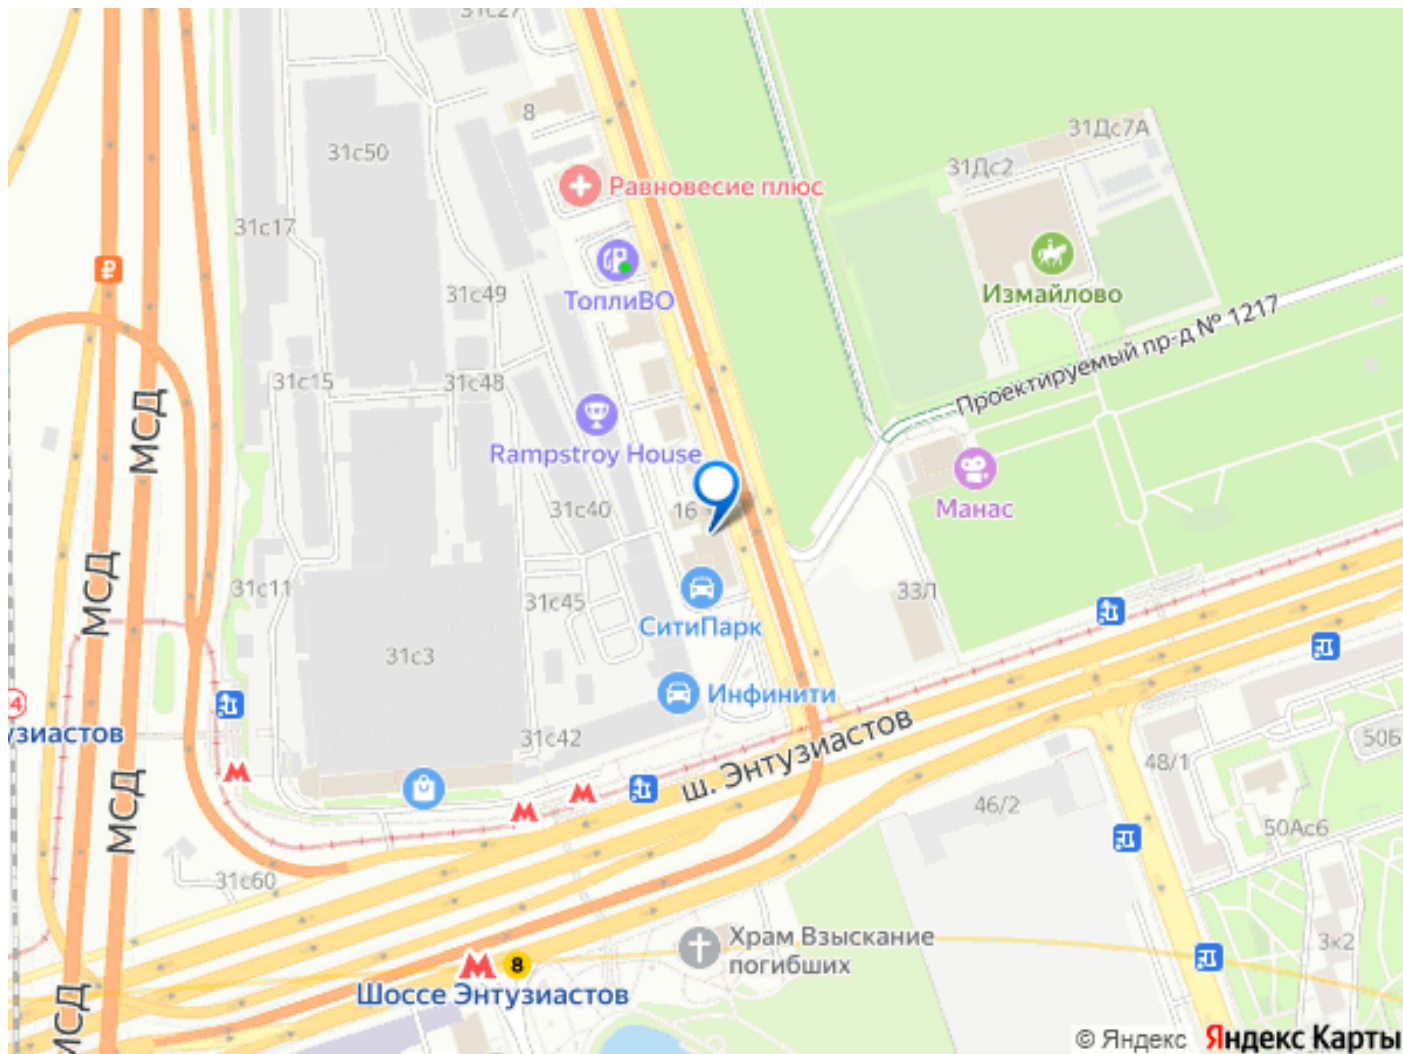 31с27
8
31Дс7А
31с50
31Дс2
Равновесие плюс
31с17
₽
ТоплиВО
31с49
Измайлово
Проектируемый пр-д № 1217
31с15
31с48
МСД
Rampstroy House
16
31с40
Манас
МСД
31с11
31с45
33Л
СитиПарк
31с3
Инфинити
4
узиастов
31с42
ш. Энтузиастов
48/1
50Б
МСД
46/2
50Ас6
31с60
Храм Взыскание
погибших
3к2
М 8
Шоссе Энтузиастов
МСД
© Яндекс Яндекс Карты